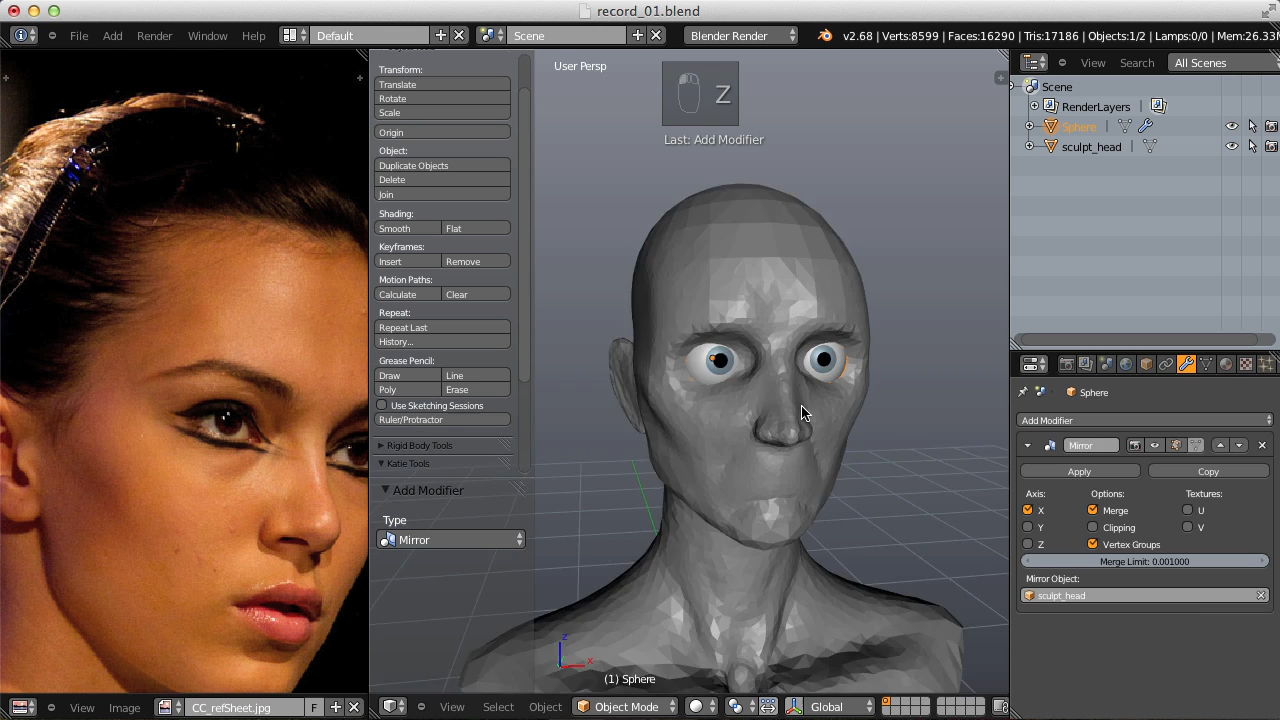 record_01.blend
File Add Render Window Help Default Scene Blender Render v2.68 | Verts:8599 | Faces:16290 | Tris:17186 | Objects:1/2 | Lamps:0/0 | Mem:26.33
Transform:
Translate
Rotate
Scale
Origin
Object:
Duplicate Objects
Delete
Join
Shading:
Smooth Flat
Keyframes:
Insert Remove
Motion Paths:
Calculate Clear
Repeat:
Repeat Last
History...
Grease Pencil:
Draw Line
Poly Erase
Use Sketching Sessions
Ruler/Protractor
Rigid Body Tools
Katie Tools
Add Modifier
Type
Mirror
User Persp
Z
Last: Add Modifier
z
x
(1) Sphere
View Search All Scenes
Scene
RenderLayers |
Sphere |
sculpt_head |
Sphere
Add Modifier
Mirror
Apply Copy
Axis: Options: Textures:
X Merge U
Y Clipping V
Z Vertex Groups
Merge Limit: 0.001000
Mirror Object:
sculpt_head
View Image CC_refSheet.jpg F
View Select Object Object Mode Global